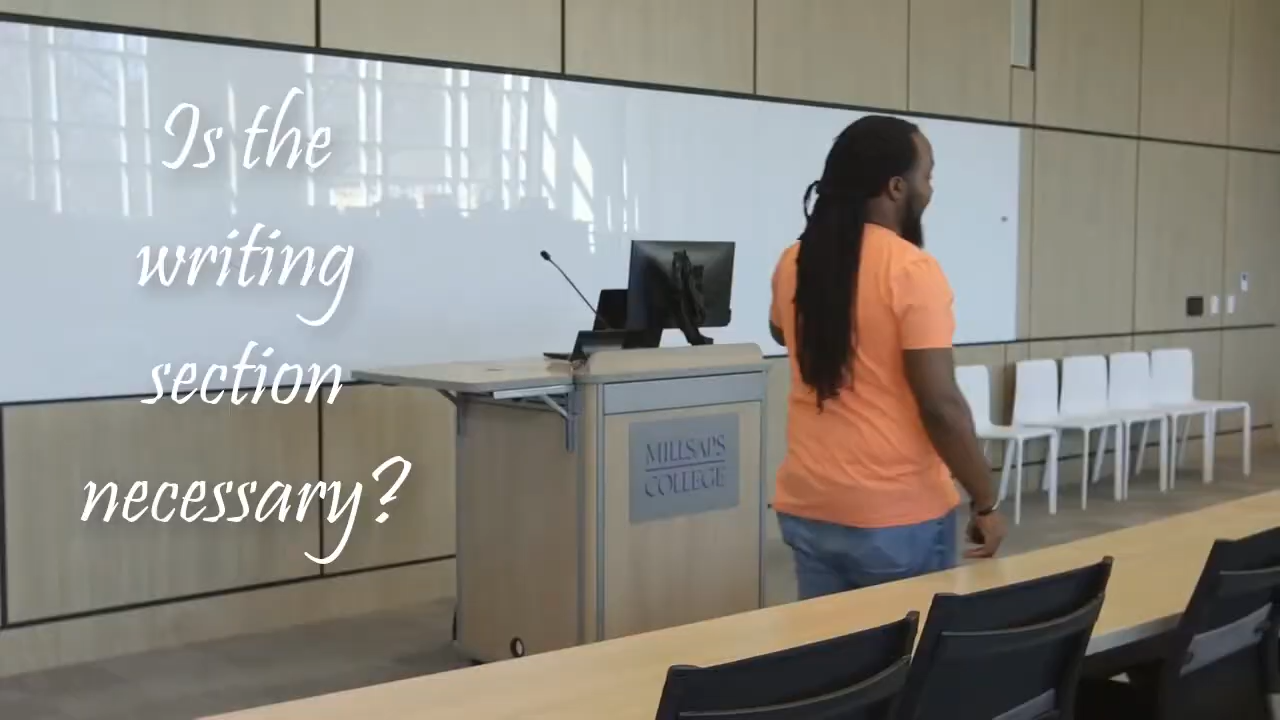 Is the
writing
section
necessary?
MILLSAPS
COLLEGE